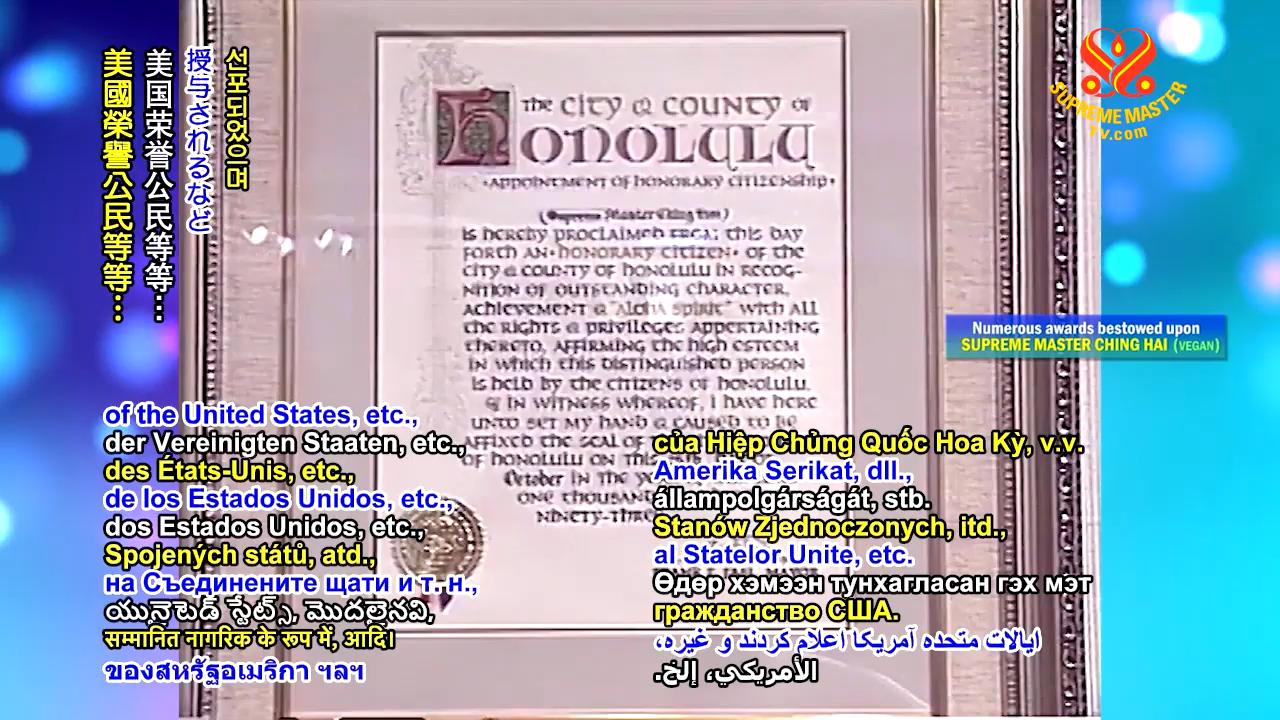 선포되었으며
授与されるなど
美国荣誉公民等等…
美國榮譽公民等等…
SUPREME MASTER
TV.com
THE CITY & COUNTY OF
HONOLULU
•APPOINTMENT OF HONORARY CITIZENSHIP•
(Supreme Master Ching Hai)
IS HEREBY PROCLAIMED FROM THIS DAY
FORTH AN •HONORARY CITIZEN• OF THE
CITY & COUNTY OF HONOLULU IN RECOG-
NITION OF OUTSTANDING CHARACTER,
ACHIEVEMENT & "Aloha Spirit" WITH ALL
THE RIGHTS & PRIVILEGES APPERTAINING
THERETO, AFFIRMING THE HIGH ESTEEM
IN WHICH THIS DISTINGUISHED PERSON
IS HELD BY THE CITIZENS OF HONOLULU.
IN WITNESS WHEREOF, I HAVE HERE
UNTO SET MY HAND & CAUSED TO BE
AFFIXED THE SEAL OF
OF HONOLULU ON THIS
October IN THE
ONE THOUSAN
NINETY-THRE
Numerous awards bestowed upon
SUPREME MASTER CHING HAI (VEGAN)
of the United States, etc.,
der Vereinigten Staaten, etc.,
des États-Unis, etc.,
de los Estados Unidos, etc.,
dos Estados Unidos, etc.,
Spojených států, atd.,
на Съединените щати и т. н.,
యునైటెడ్ స్టేట్స్, మొదలైనవి,
सम्मानित नागरिक के रूप में, आदि।
ของสหรัฐอเมริกา ฯลฯ
của Hiệp Chủng Quốc Hoa Kỳ, v.v.
Amerika Serikat, dll.,
állampolgárságát, stb.
Stanów Zjednoczonych, itd.,
al Statelor Unite, etc.
Өдөр хэмээн тунхагласан гэх мэт
гражданство США.
ایالات متحده آمریکا اعلام کردند و غیره،
الأمريكي، إلخ.